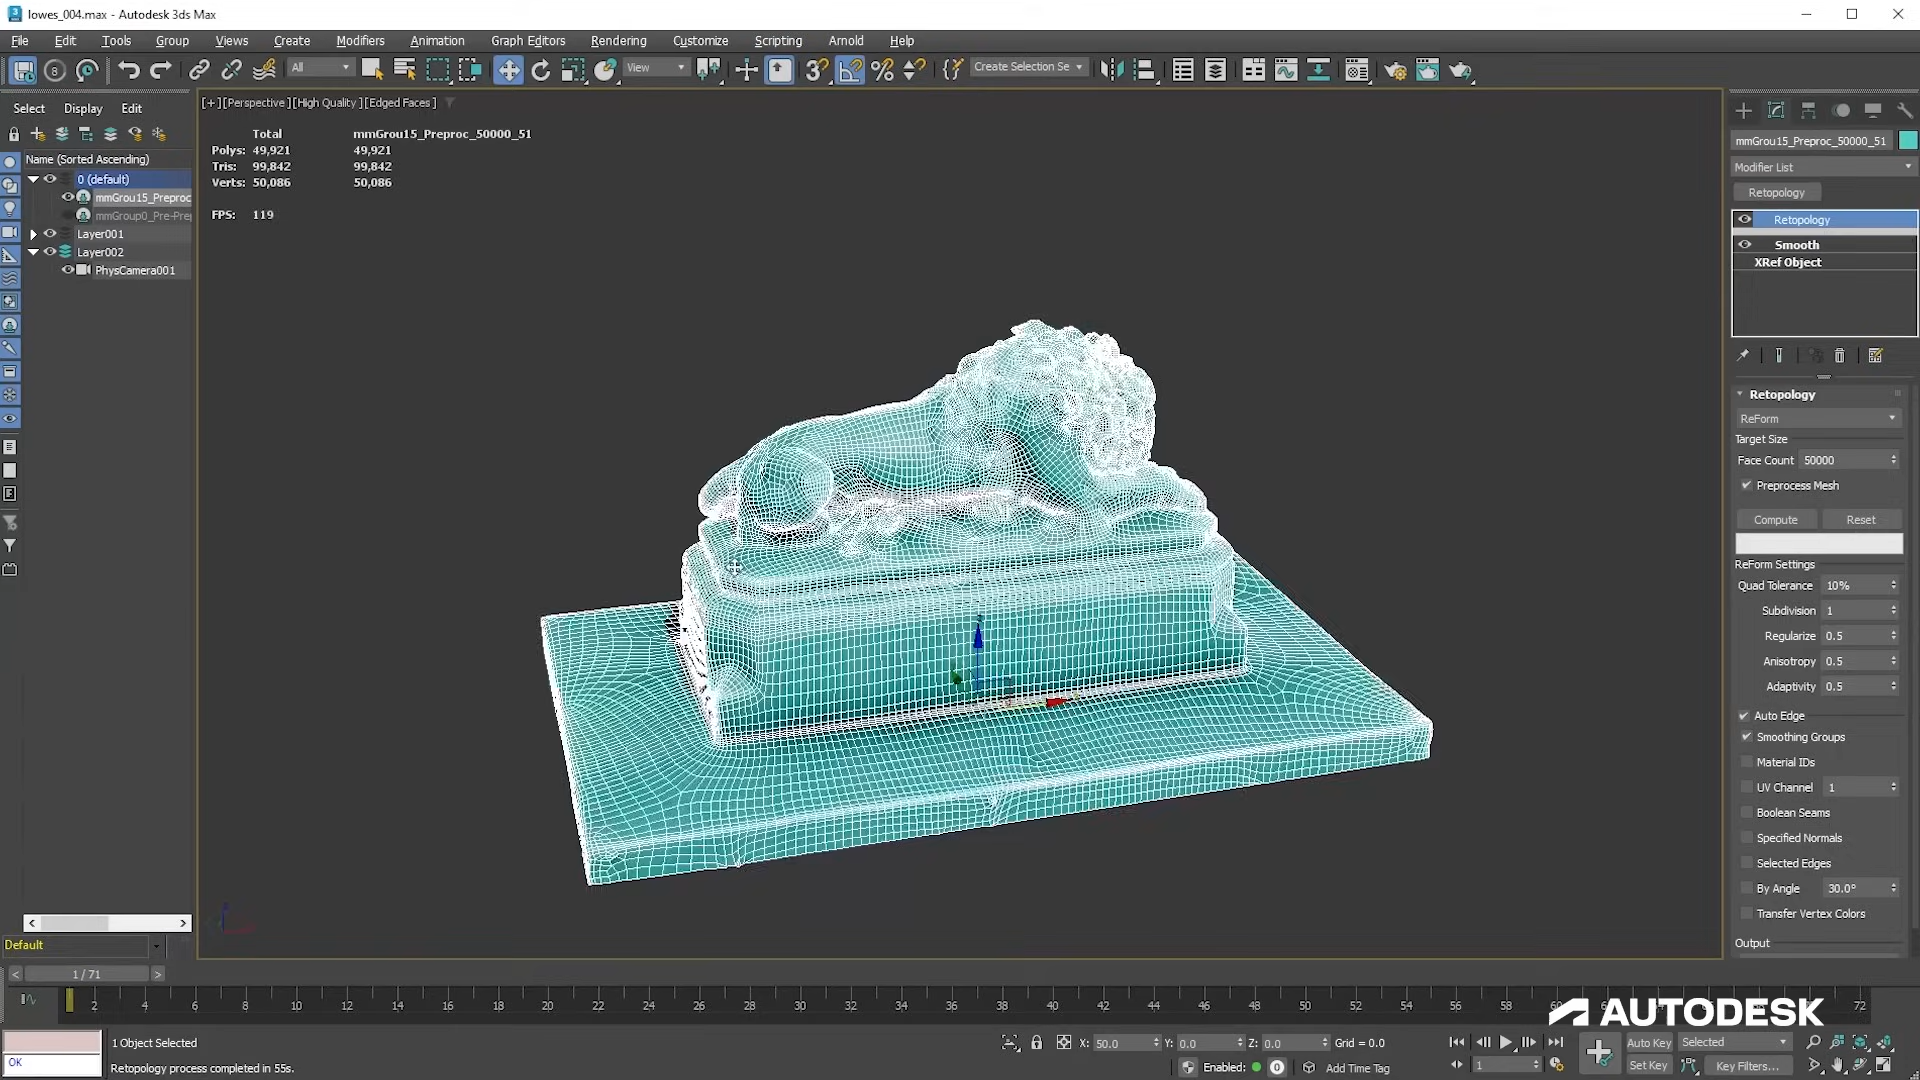 lowes_004.max - Autodesk 3ds Max
File Edit Tools Group Views Create Modifiers Animation Graph Editors Rendering Customize Scripting Arnold Help
All View Create Selection Se
Select Display Edit
Name (Sorted Ascending)
0 (default)
mmGrou15_Preproc
mmGroup0_Pre-Prep
Layer001
Layer002
PhysCamera001
[+] [Perspective] [High Quality] [Edged Faces]
Total mmGrou15_Preproc_50000_51
Polys: 49,921 49,921
Tris: 99,842 99,842
Verts: 50,086 50,086
FPS: 119
mmGrou15_Preproc_50000_51
Modifier List
Retopology
Retopology
Smooth
XRef Object
Retopology
ReForm
Target Size
Face Count 50000
Preprocess Mesh
Compute Reset
ReForm Settings
Quad Tolerance 10%
Subdivision 1
Regularize 0.5
Anisotropy 0.5
Adaptivity 0.5
Auto Edge
Smoothing Groups
Material IDs
UV Channel 1
Boolean Seams
Specified Normals
Selected Edges
By Angle 30.0°
Transfer Vertex Colors
Output
Default
< 1 / 71 >
2 4 6 8 10 12 14 16 18 20 22 24 26 28 30 32 34 36 38 40 42 44 46 48 50 52 54 56 58 72
AUTODESK
1 Object Selected
X: 50.0 Y: 0.0 Z: 0.0 Grid = 0.0
Auto Key Selected
OK
Retopology process completed in 55s.
Enabled: 0 Add Time Tag
1
Set Key Key Filters...